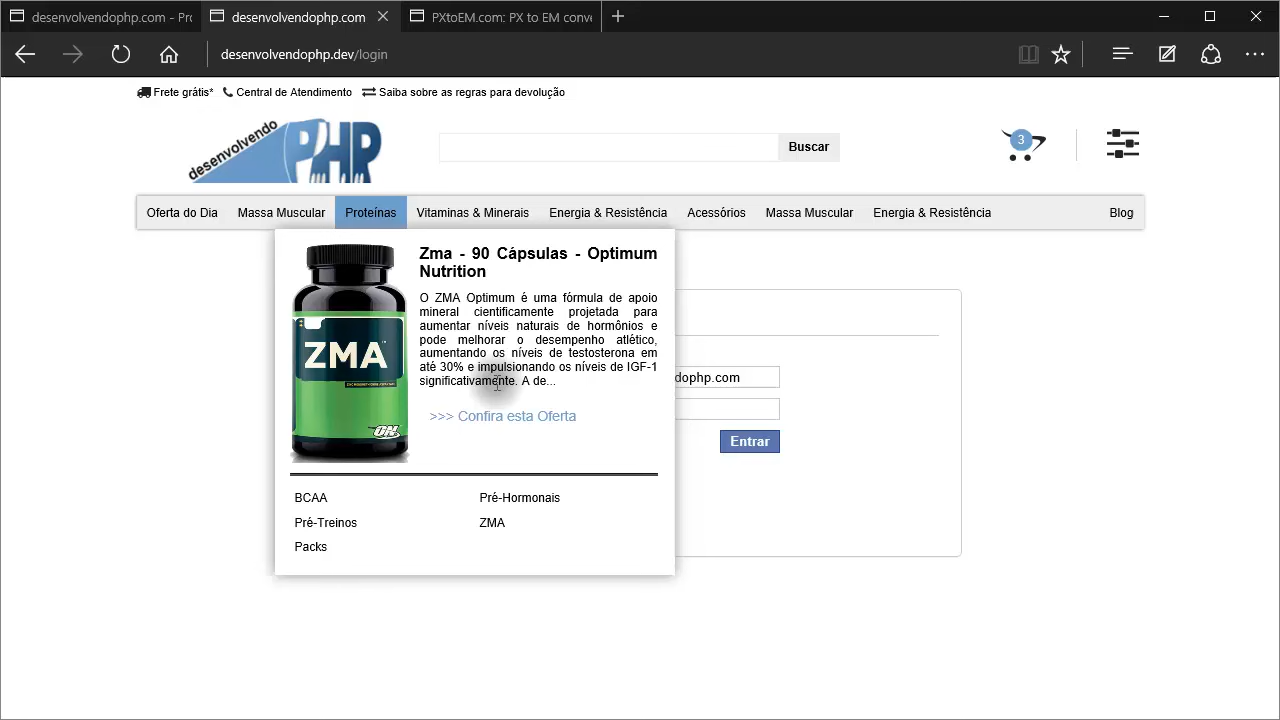 desenvolvendophp.com - Pro
desenvolvendophp.com
PXtoEM.com: PX to EM conve
desenvolvendophp.dev/login
Frete grátis* Central de Atendimento Saiba sobre as regras para devolução
desenvolvendo
PHP
Buscar
3
Oferta do Dia Massa Muscular Proteínas Vitaminas & Minerais Energia & Resistência Acessórios Massa Muscular Energia & Resistência Blog
Zma - 90 Cápsulas - Optimum
Nutrition
O ZMA Optimum é uma fórmula de apoio
mineral cientificamente projetada para
aumentar níveis naturais de hormônios e
pode melhorar o desempenho atlético,
aumentando os níveis de testosterona em
até 30% e impulsionando os níveis de IGF-1
significativamente. A de...
>>> Confira esta Oferta
ZMA
ON
dophp.com
Entrar
BCAA Pré-Hormonais
Pré-Treinos ZMA
Packs